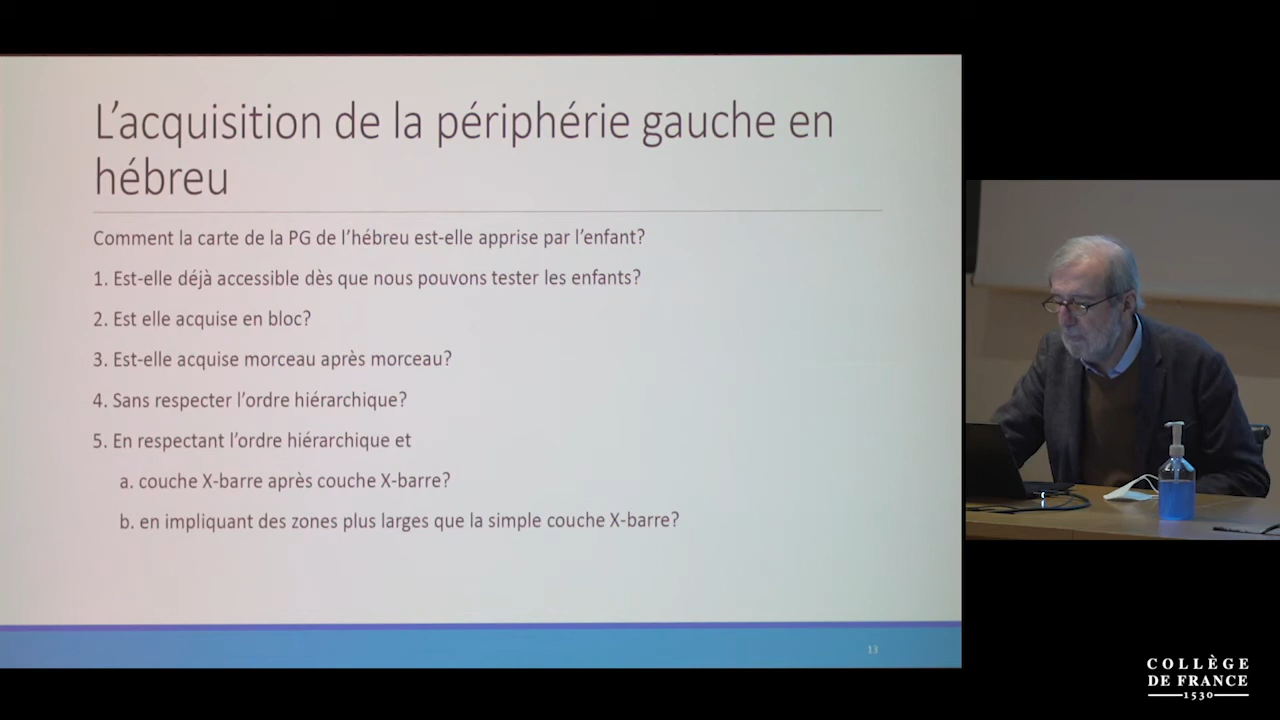 L'acquisition de la périphérie gauche en
hébreu
Comment la carte de la PG de l'hébreu est-elle apprise par l'enfant?
1. Est-elle déjà accessible dès que nous pouvons tester les enfants?
2. Est elle acquise en bloc?
3. Est-elle acquise morceau après morceau?
4. Sans respecter l'ordre hiérarchique?
5. En respectant l'ordre hiérarchique et
a. couche X-barre après couche X-barre?
b. en impliquant des zones plus larges que la simple couche X-barre?
13
COLLÈGE
DE FRANCE
1530